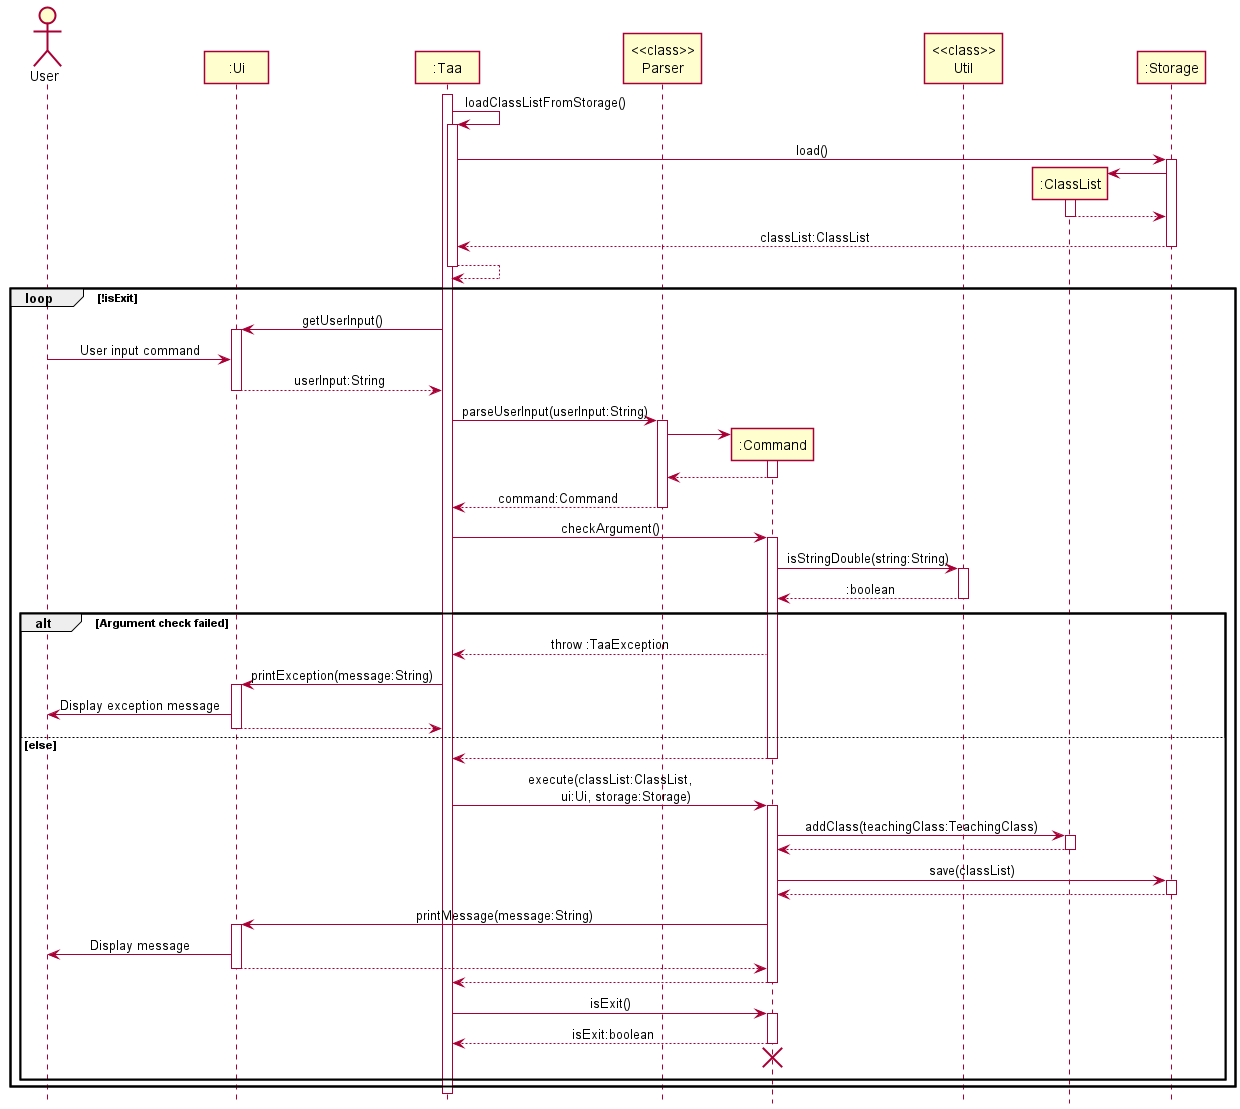 User
:Ui
:Taa
<<class>>
Parser
<<class>>
Util
:Storage
loadClassListFromStorage()
load()
:ClassList
classList:ClassList
loop
[!isExit]
getUserInput()
User input command
userInput:String
parseUserInput(userInput:String)
:Command
command:Command
checkArgument()
isStringDouble(string:String)
:boolean
alt
[Argument check failed]
throw :TaaException
printException(message:String)
Display exception message
[else]
execute(classList:ClassList,
ui:Ui, storage:Storage)
addClass(teachingClass:TeachingClass)
save(classList)
printMessage(message:String)
Display message
isExit()
isExit:boolean